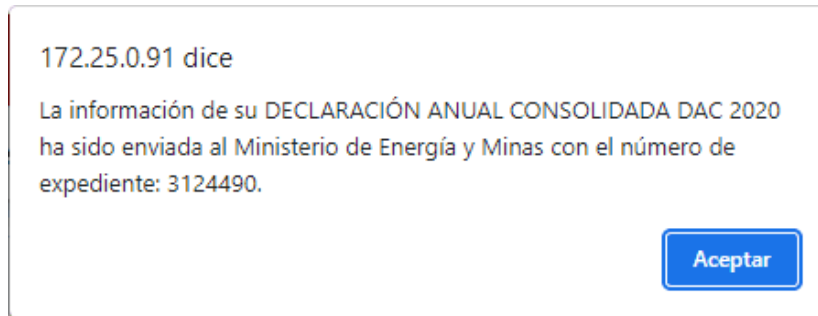 172.25.0.91 dice
La información de su DECLARACIÓN ANUAL CONSOLIDADA DAC 2020
ha sido enviada al Ministerio de Energía y Minas con el número de
expediente: 3124490.
Aceptar